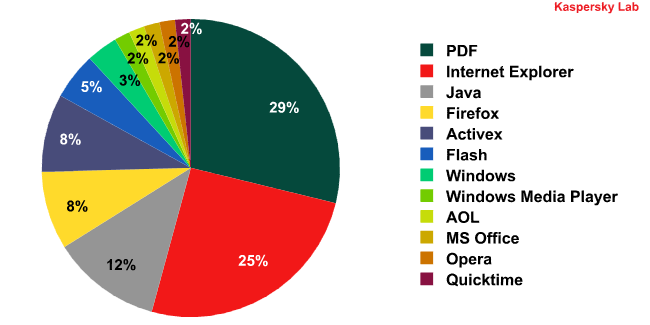 Kaspersky Lab
2%
2%
2%
2%
2%
3%
5%
8%
8%
12%
25%
29%
PDF
Internet Explorer
Java
Firefox
Activex
Flash
Windows
Windows Media Player
AOL
MS Office
Opera
Quicktime